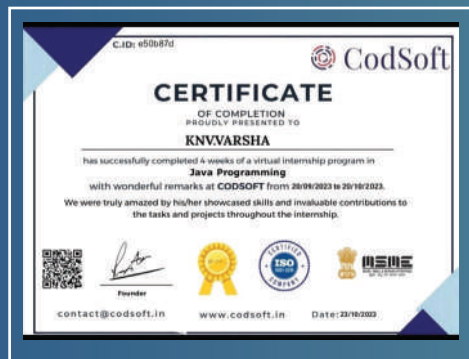 C.ID: e50b87d
CodSoft
CERTIFICATE
OF COMPLETION
PROUDLY PRESENTED TO
KNV.VARSHA
has successfully completed 4 weeks of a virtual internship program in
Java Programming
with wonderful remarks at CODSOFT from 20/09/2023 to 20/10/2023.
We were truly amazed by his/her showcased skills and invaluable contributions to
the tasks and projects throughout the internship.
CERTIFIED
ISO
COMPANY
Founder
contact@codsoft.in
www.codsoft.in
Date: 23/10/2023